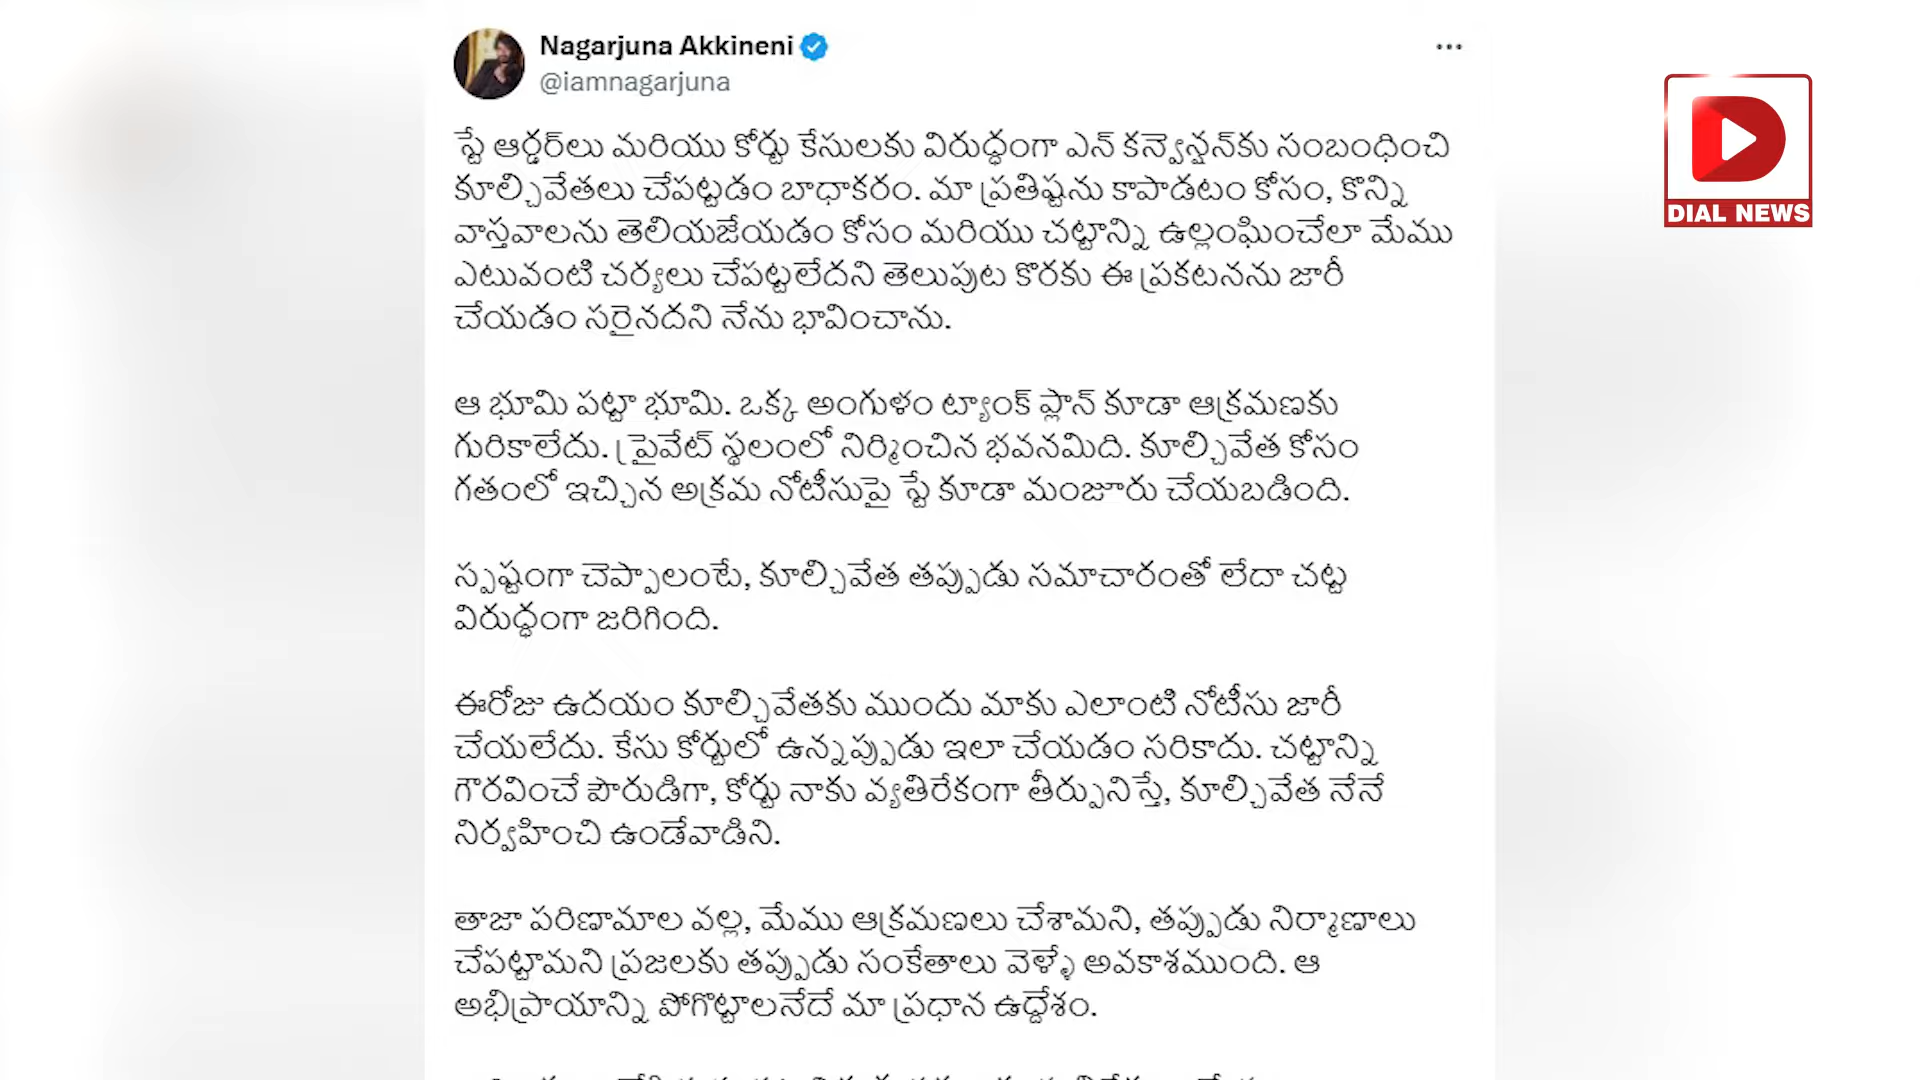 Nagarjuna Akkineni
@iamnagarjuna
స్టే ఆర్డర్‌లు మరియు కోర్టు కేసులకు విరుద్ధంగా ఎన్ కన్వెన్షన్‌కు సంబంధించి
కూల్చివేతలు చేపట్టడం బాధాకరం. మా ప్రతిష్టను కాపాడటం కోసం, కొన్ని
వాస్తవాలను తెలియజేయడం కోసం మరియు చట్టాన్ని ఉల్లంఘించేలా మేము
ఎటువంటి చర్యలు చేపట్టలేదని తెలుపుట కొరకు ఈ ప్రకటనను జారీ
చేయడం సరైనదని నేను భావించాను.
ఆ భూమి పట్టా భూమి. ఒక్క అంగుళం ట్యాంక్ ప్లాన్ కూడా ఆక్రమణకు
గురికాలేదు. ప్రైవేట్ స్థలంలో నిర్మించిన భవనమిది. కూల్చివేత కోసం
గతంలో ఇచ్చిన అక్రమ నోటీసుపై స్టే కూడా మంజూరు చేయబడింది.
స్పష్టంగా చెప్పాలంటే, కూల్చివేత తప్పుడు సమాచారంతో లేదా చట్ట
విరుద్ధంగా జరిగింది.
ఈరోజు ఉదయం కూల్చివేతకు ముందు మాకు ఎలాంటి నోటీసు జారీ
చేయలేదు. కేసు కోర్టులో ఉన్నప్పుడు ఇలా చేయడం సరికాదు. చట్టాన్ని
గౌరవించే పౌరుడిగా, కోర్టు నాకు వ్యతిరేకంగా తీర్పునిస్తే, కూల్చివేత నేనే
నిర్వహించి ఉండేవాడిని.
తాజా పరిణామాల వల్ల, మేము ఆక్రమణలు చేశామని, తప్పుడు నిర్మాణాలు
చేపట్టామని ప్రజలకు తప్పుడు సంకేతాలు వెళ్ళే అవకాశముంది. ఆ
అభిప్రాయాన్ని పోగొట్టాలనేదే మా ప్రధాన ఉద్దేశం.
DIAL NEWS